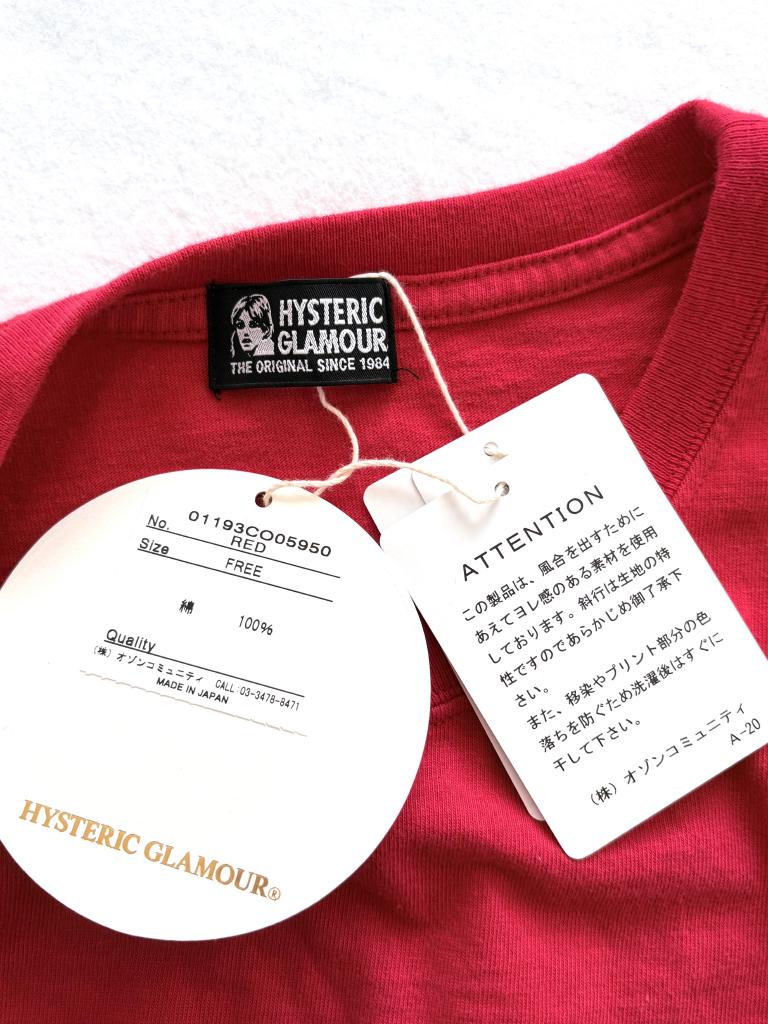 HYSTERIC
GLAMOUR
THE ORIGINAL SINCE 1984
No. 01193CO05950
RED
Size FREE
綿 100%
Quality
(株) オゾンコミュニティ CALL:03-3478-8471
MADE IN JAPAN
HYSTERIC GLAMOUR®
ATTENTION
この製品は、風合を出すために
あえてヨレ感のある素材を使用
しております。斜行は生地の特
性ですのであらかじめ御了承下
さい。
また、移染やプリント部分の色
落ちを防ぐため洗濯後はすぐに
干して下さい。
(株) オゾンコミュニティ
A-20